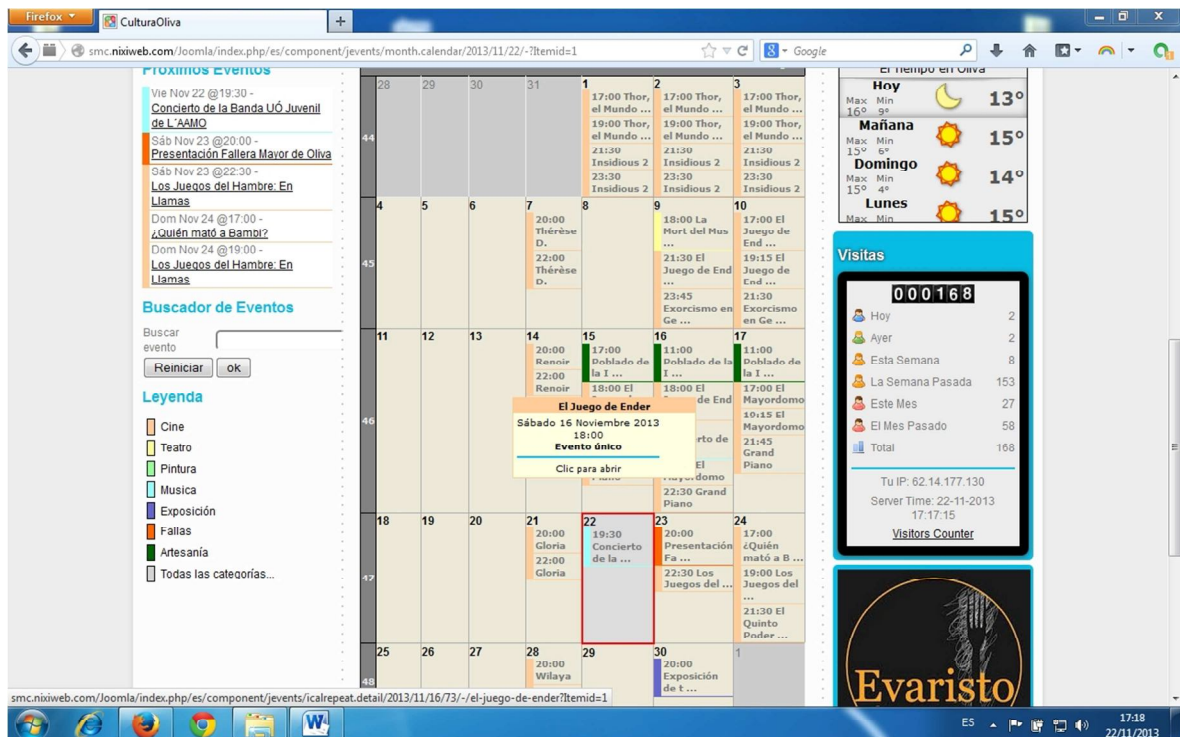 Firefox
CulturaOliva
smc.nixiweb.com/Joomla/index.php/es/component/jevents/month.calendar/2013/11/22/-?Itemid=1
Google
Próximos Eventos
Vie Nov 22 @19:30 -
Concierto de la Banda UÓ Juvenil
de L´AAMO
Sáb Nov 23 @20:00 -
Presentación Fallera Mayor de Oliva
Sáb Nov 23 @22:30 -
Los Juegos del Hambre: En
Llamas
Dom Nov 24 @17:00 -
¿Quién mató a Bambi?
Dom Nov 24 @19:00 -
Los Juegos del Hambre: En
Llamas
Buscador de Eventos
Buscar
evento
Reiniciar ok
Leyenda
Cine
Teatro
Pintura
Musica
Exposición
Fallas
Artesanía
Todas las categorías...
28 29 30 31 1 2 3
44
17:00 Thor,
el Mundo ...
19:00 Thor,
el Mundo ...
21:30
Insidious 2
23:30
Insidious 2
17:00 Thor,
el Mundo ...
19:00 Thor,
el Mundo ...
21:30
Insidious 2
23:30
Insidious 2
17:00 Thor,
el Mundo ...
19:00 Thor,
el Mundo ...
21:30
Insidious 2
23:30
Insidious 2
4 5 6 7 8 9 10
45
20:00
Thérèse
D.
22:00
Thérèse
D.
18:00 La
Mort del Mus
...
21:30 El
Juego de End
...
23:45
Exorcismo en
Ge ...
17:00 El
Juego de
End ...
19:15 El
Juego de
End ...
21:30
Exorcismo
en Ge ...
11 12 13 14 15 16 17
46
20:00
Renoir
22:00
Renoir
17:00
Poblado de
la I ...
18:00 El
Piano
11:00
Poblado de la
I ...
18:00 El
de End
rto de
El
Mayordomo
22:30 Grand
Piano
11:00
Poblado de
la I ...
17:00 El
Mayordomo
19:15 El
Mayordomo
21:45
Grand
Piano
El Juego de Ender
Sábado 16 Noviembre 2013
18:00
Evento único
Clic para abrir
18 19 20 21 22 23 24
47
20:00
Gloria
22:00
Gloria
19:30
Concierto
de la ...
20:00
Presentación
Fa ...
22:30 Los
Juegos del ...
17:00
¿Quién
mató a B ...
19:00 Los
Juegos del
...
21:30 El
Quinto
Poder ...
25 26 27 28 29 30 1
48
20:00
Wilaya
20:00
Exposición
de t ...
El Tiempo en Oliva
Hoy
Max Min
16º 9º
13º
Mañana
Max Min
15º 6º
15º
Domingo
Max Min
15º 4º
14º
Lunes
Max Min
15º
Visitas
000168
Hoy 2
Ayer 2
Esta Semana 8
La Semana Pasada 153
Este Mes 27
El Mes Pasado 58
Total 168
Tu IP: 62.14.177.130
Server Time: 22-11-2013
17:17:15
Visitors Counter
Evaristo
smc.nixiweb.com/Joomla/index.php/es/component/jevents/icalrepeat.detail/2013/11/16/73/-/el-juego-de-ender?Itemid=1
ES
17:18
22/11/2013